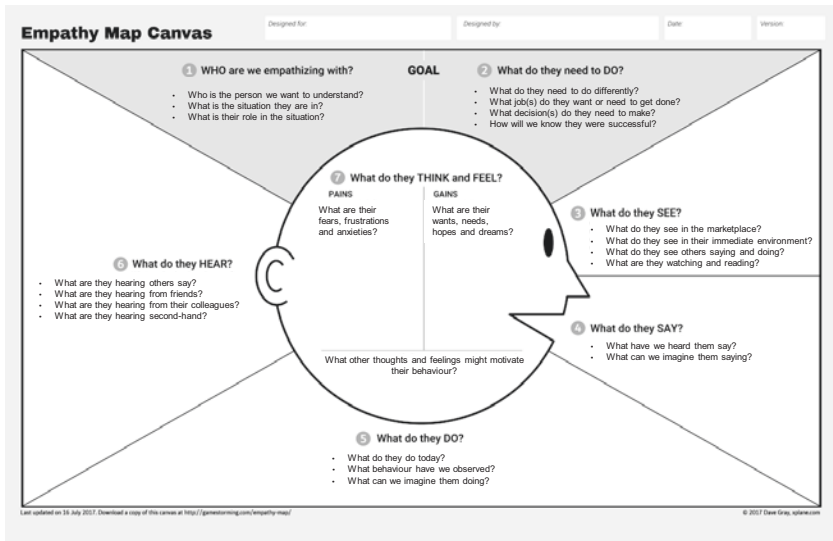 Empathy Map Canvas
Designed for:
Designed by:
Date:
Version:
1 WHO are we empathizing with?
• Who is the person we want to understand?
• What is the situation they are in?
• What is their role in the situation?
GOAL
2 What do they need to DO?
• What do they need to do differently?
• What job(s) do they want or need to get done?
• What decision(s) do they need to make?
• How will we know they were successful?
3 What do they SEE?
• What do they see in the marketplace?
• What do they see in their immediate environment?
• What do they see others saying and doing?
• What are they watching and reading?
4 What do they SAY?
• What have we heard them say?
• What can we imagine them saying?
5 What do they DO?
• What do they do today?
• What behaviour have we observed?
• What can we imagine them doing?
6 What do they HEAR?
• What are they hearing others say?
• What are they hearing from friends?
• What are they hearing from their colleagues?
• What are they hearing second-hand?
7 What do they THINK and FEEL?
PAINS
What are their
fears, frustrations
and anxieties?
GAINS
What are their
wants, needs,
hopes and dreams?
What other thoughts and feelings might motivate
their behaviour?
Last updated on 16 July 2017. Download a copy of this canvas at http://gamestorming.com/empathy-map/
© 2017 Dave Gray, xplane.com